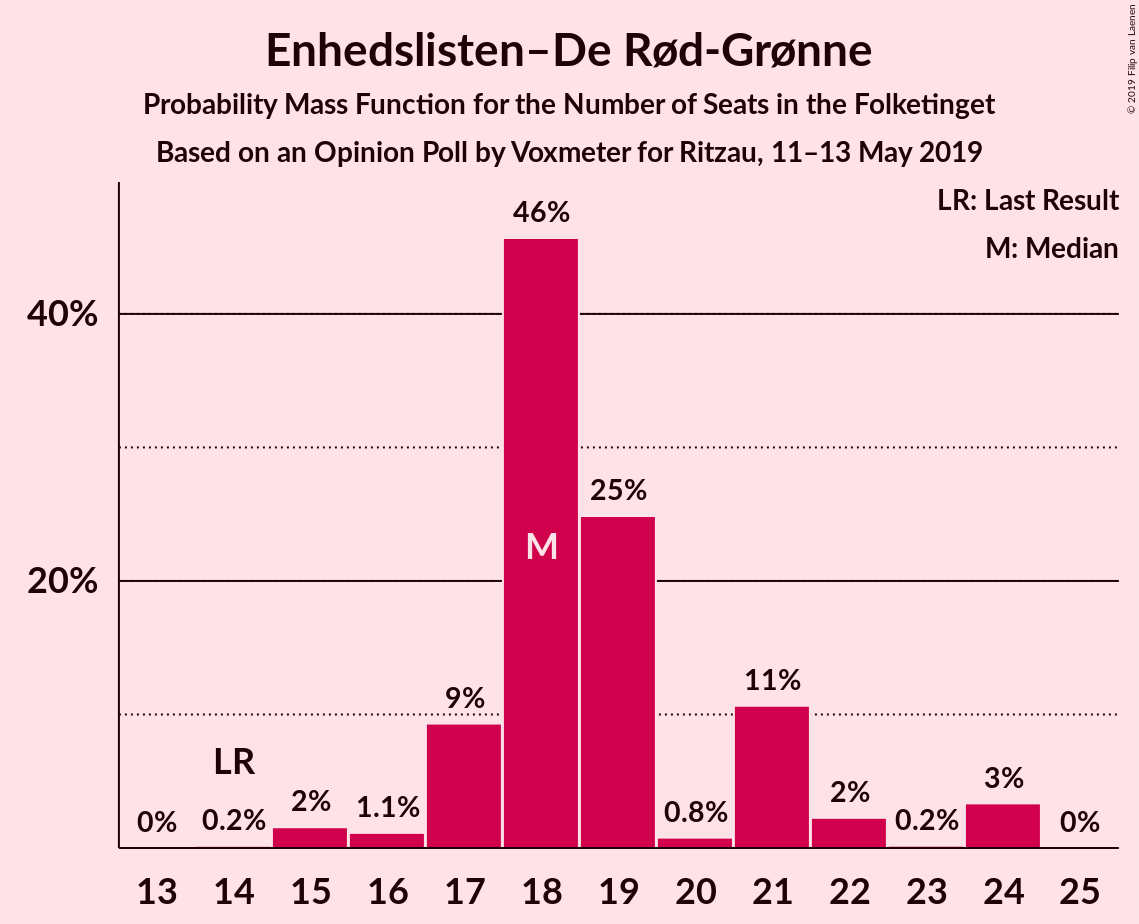 Enhedslisten–De Rød-Grønne
Probability Mass Function for the Number of Seats in the Folketinget
Based on an Opinion Poll by Voxmeter for Ritzau, 11–13 May 2019
© 2019 Filip van Laenen
LR: Last Result
M: Median
46%
40%
25%
M
20%
11%
9%
LR
3%
2%
2%
1.1%
0.8%
0%
0.2%
0.2%
0%
13 14 15 16 17 18 19 20 21 22 23 24 25